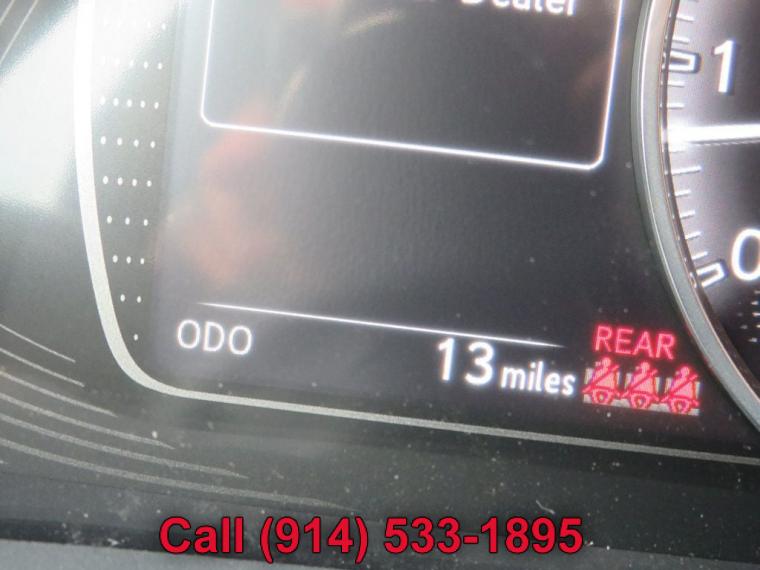 Dealer
1
0
ODO
13 miles
REAR
Call (914) 533-1895